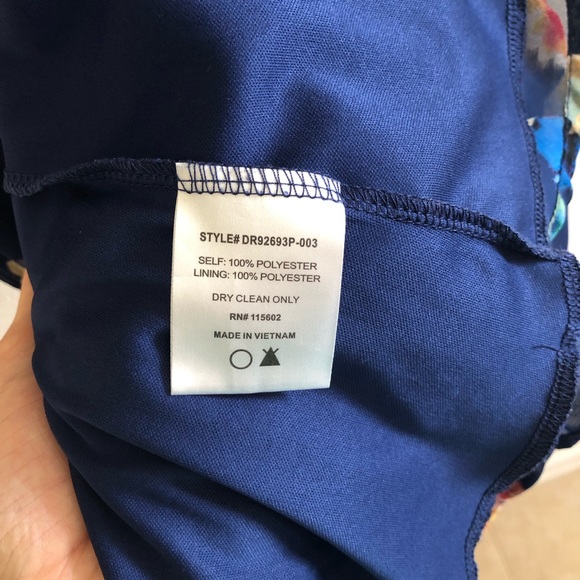 STYLE# DR92693P-003
SELF: 100% POLYESTER
LINING: 100% POLYESTER
DRY CLEAN ONLY
RN# 115602
MADE IN VIETNAM